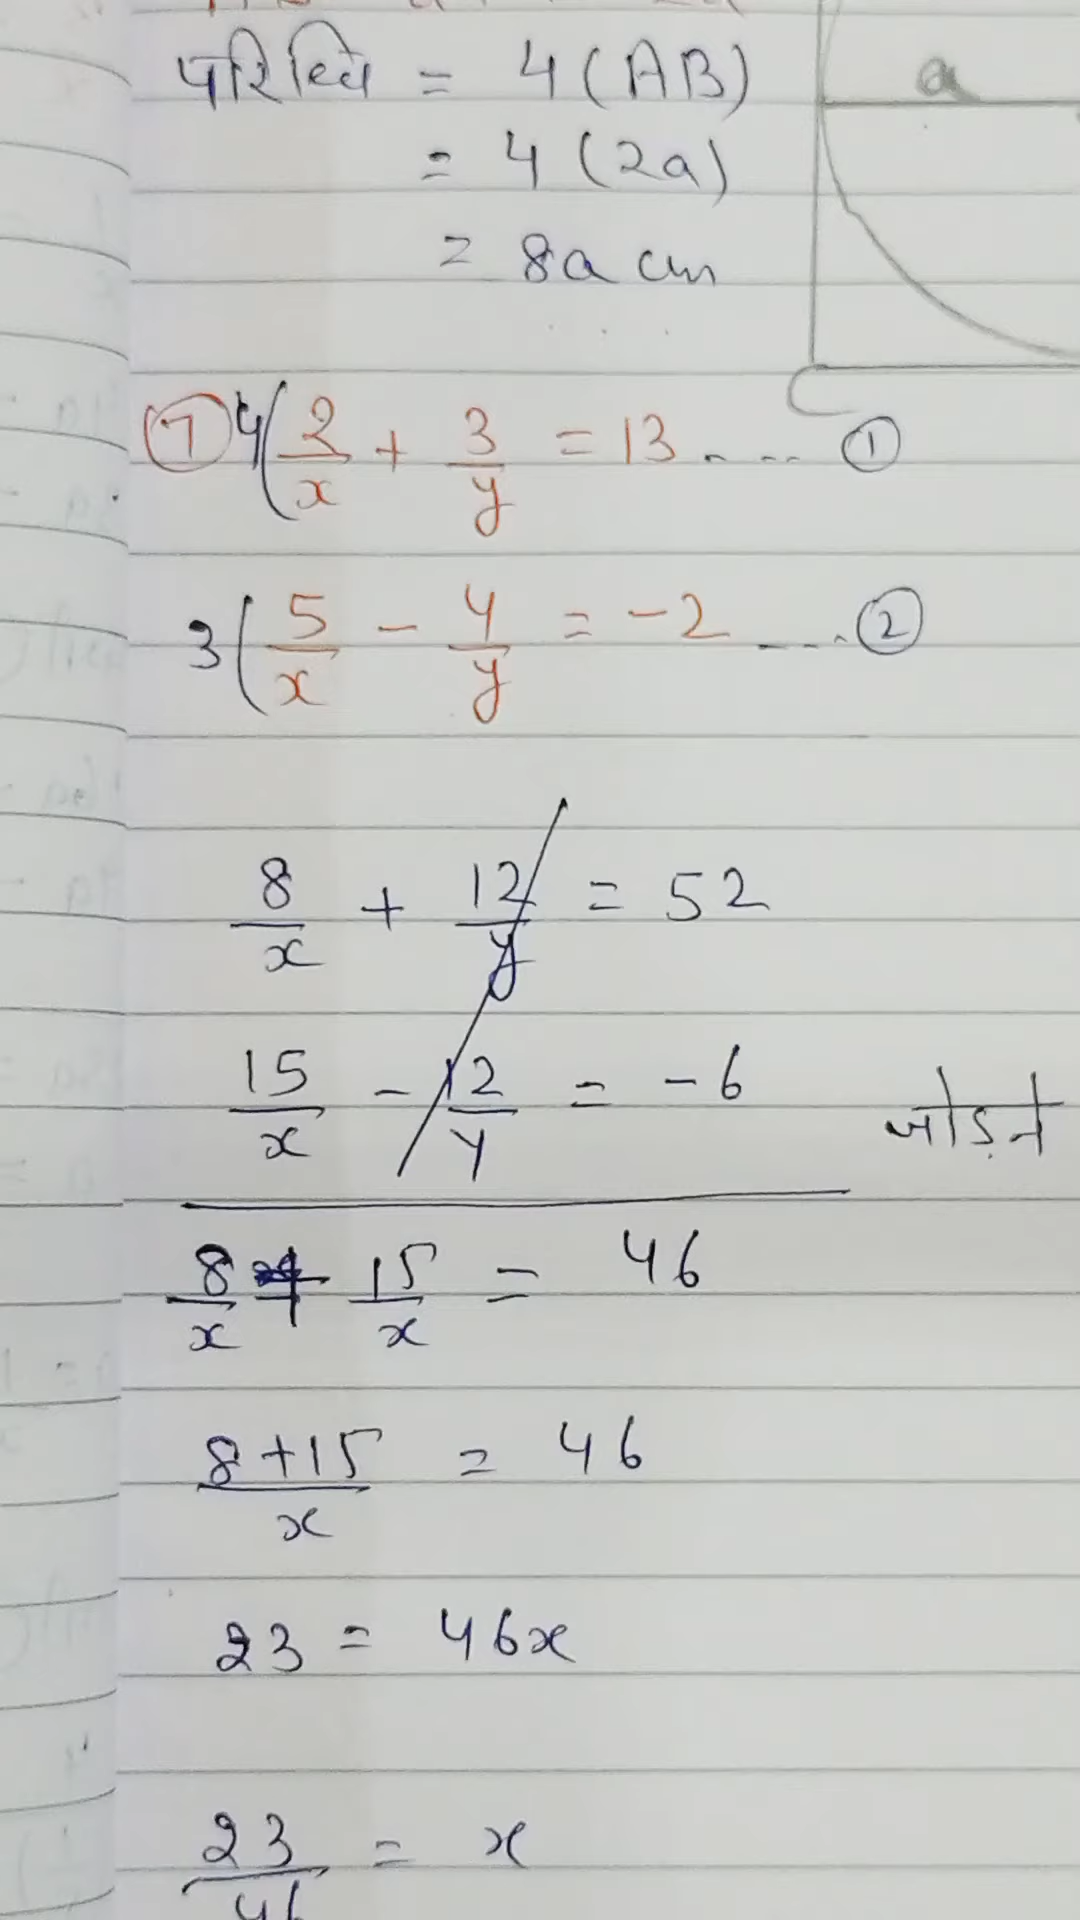 परिधि = 4(AB)
a
= 4(2a)
= 8a cm
⑦ 4( 2/x + 3/y = 13 .... ①
3( 5/x - 4/y = -2 .... ②
8/x + 12/y = 52
15/x - 12/y = -6 जोड़ने
8/x + 15/x = 46
8+15/x = 46
23 = 46x
23/46 = x